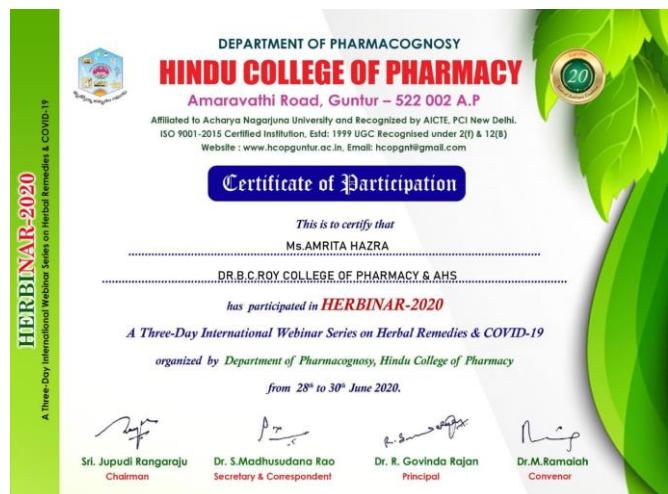 DEPARTMENT OF PHARMACOGNOSY
HINDU COLLEGE OF PHARMACY
Amaravathi Road, Guntur – 522 002 A.P
Affiliated to Acharya Nagarjuna University and Recognized by AICTE, PCI New Delhi.
ISO 9001-2015 Certified Institution, Estd: 1999 UGC Recognised under 2(f) & 12(B)
Website : www.hcopguntur.ac.in, Email: hcopgnt@gmail.com
20
Certificate of Participation
This is to certify that
Ms.AMRITA HAZRA
DR.B.C.ROY COLLEGE OF PHARMACY & AHS
has participated in HERBINAR-2020
A Three-Day International Webinar Series on Herbal Remedies & COVID-19
organized by Department of Pharmacognosy, Hindu College of Pharmacy
from 28th to 30th June 2020.
Sri. Jupudi Rangaraju
Chairman
Dr. S.Madhusudana Rao
Secretary & Correspondent
Dr. R. Govinda Rajan
Principal
Dr.M.Ramaiah
Convenor
HERBINAR-2020
A Three-Day International Webinar Series on Herbal Remedies & COVID-19